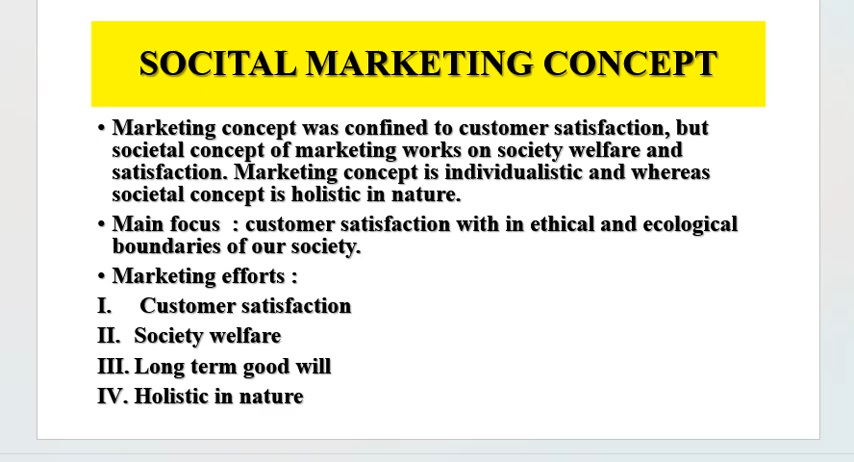 SOCITAL MARKETING CONCEPT
• Marketing concept was confined to customer satisfaction, but
societal concept of marketing works on society welfare and
satisfaction. Marketing concept is individualistic and whereas
societal concept is holistic in nature.
• Main focus : customer satisfaction with in ethical and ecological
boundaries of our society.
• Marketing efforts :
I. Customer satisfaction
II. Society welfare
III. Long term good will
IV. Holistic in nature